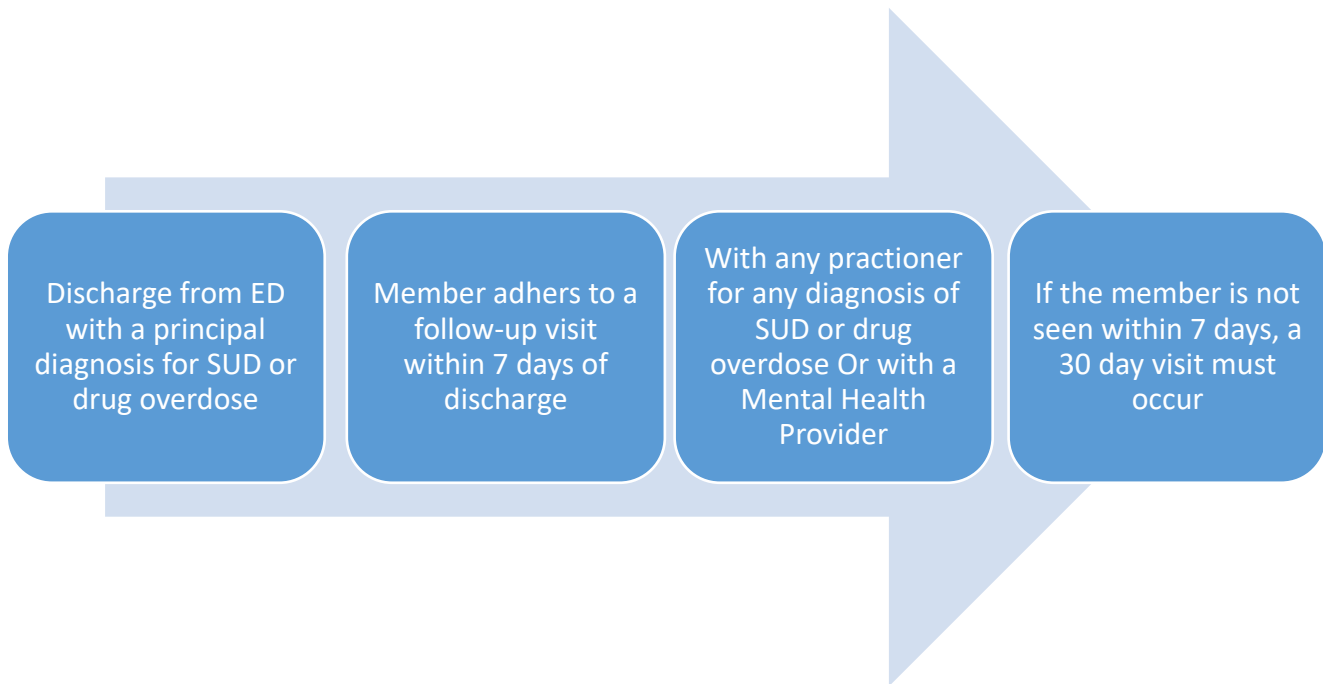 Discharge from ED
with a principal
diagnosis for SUD or
drug overdose
Member adhers to a
follow-up visit
within 7 days of
discharge
With any practioner
for any diagnosis of
SUD or drug
overdose Or with a
Mental Health
Provider
If the member is not
seen within 7 days, a
30 day visit must
occur